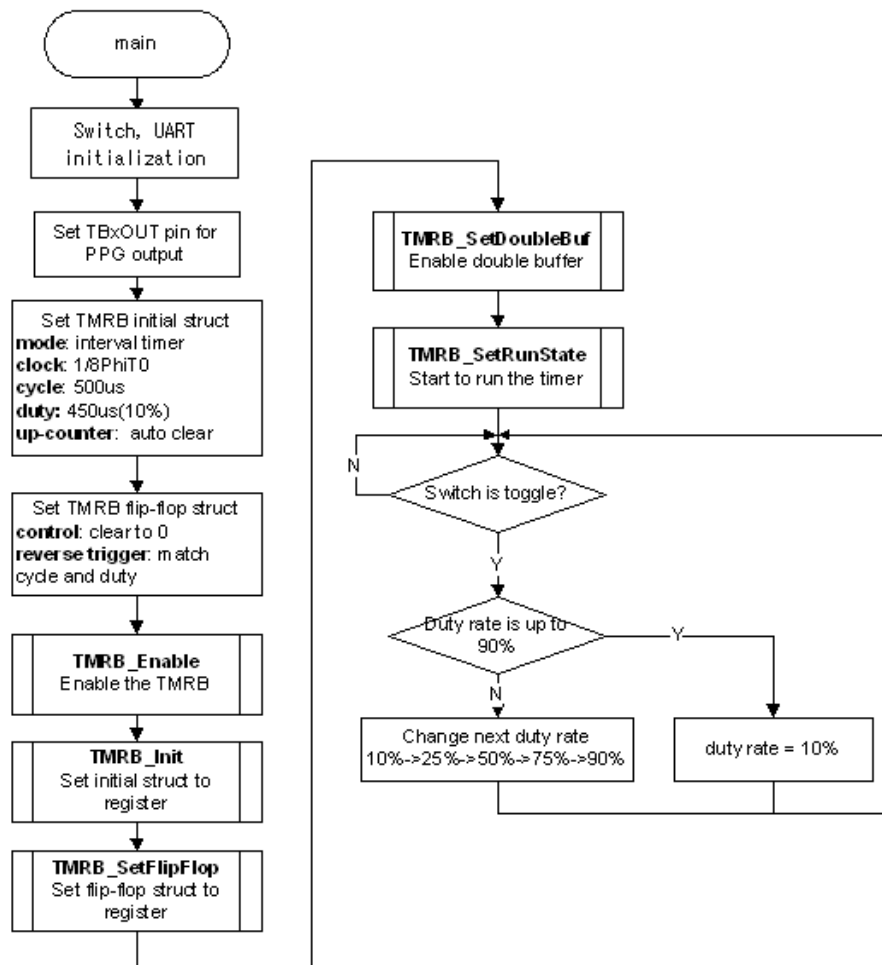 main
Switch, UART
initialization
Set TBxOUT pin for
PPG output
Set TMRB initial struct
mode: interval timer
clock: 1/8PhiT0
cycle: 500us
duty: 450us(10%)
up-counter: auto clear
Set TMRB flip-flop struct
control: clear to 0
reverse trigger: match
cycle and duty
TMRB_Enable
Enable the TMRB
TMRB_Init
Set initial struct to
register
TMRB_SetFlipFlop
Set flip-flop struct to
register
TMRB_SetDoubleBuf
Enable double buffer
TMRB_SetRunState
Start to run the timer
N
Switch is toggle?
Y
Duty rate is up to
90%
Y
N
Change next duty rate
10%->25%->50%->75%->90%
duty rate = 10%